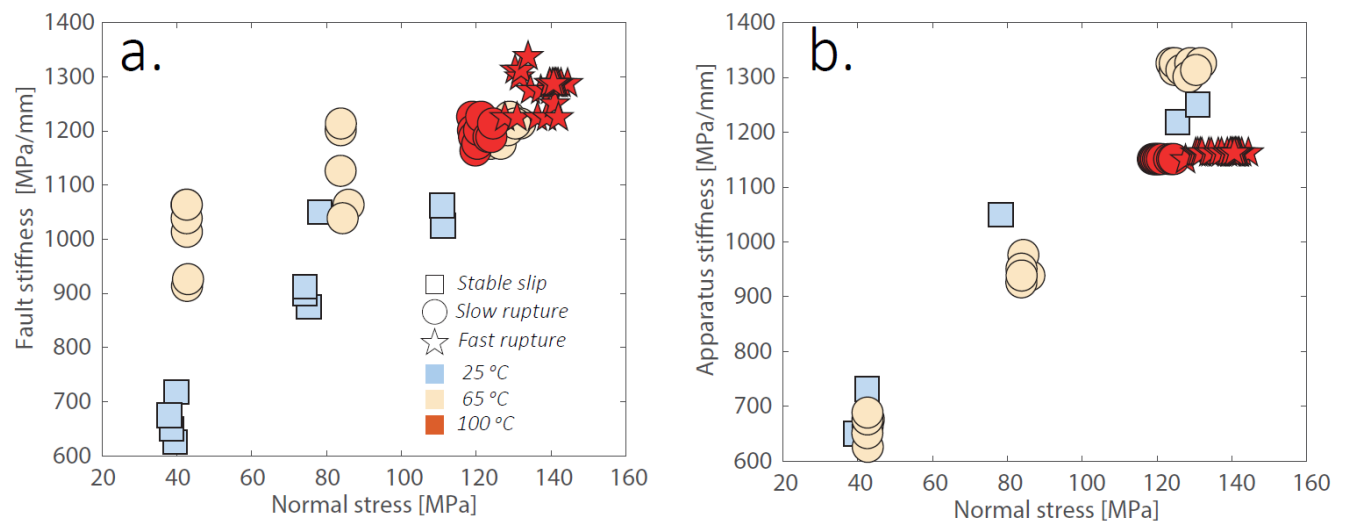 a.
1400
1300
1200
1100
1000
900
800
700
600
Fault stiffness [MPa/mm]
Stable slip
Slow rupture
Fast rupture
25 °C
65 °C
100 °C
20 40 60 80 100 120 140 160
Normal stress [MPa]
b.
1400
1300
1200
1100
1000
900
800
700
600
Apparatus stiffness [MPa/mm]
20 40 60 80 100 120 140 160
Normal stress [MPa]